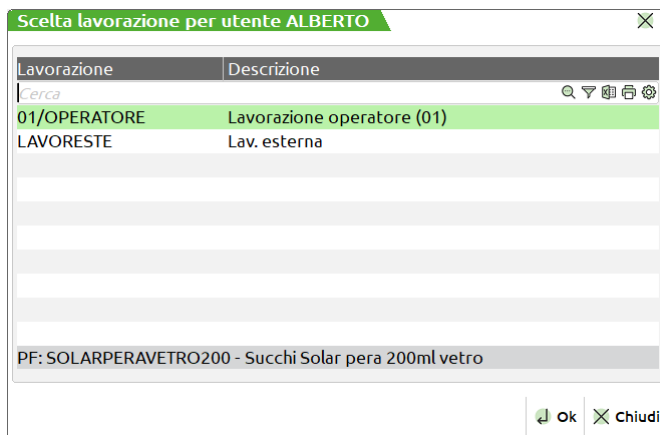 Scelta lavorazione per utente ALBERTO
Lavorazione Descrizione
Cerca
01/OPERATORE Lavorazione operatore (01)
LAVORESTE Lav. esterna
PF: SOLARPERAVETRO200 - Succhi Solar pera 200ml vetro
Ok Chiudi